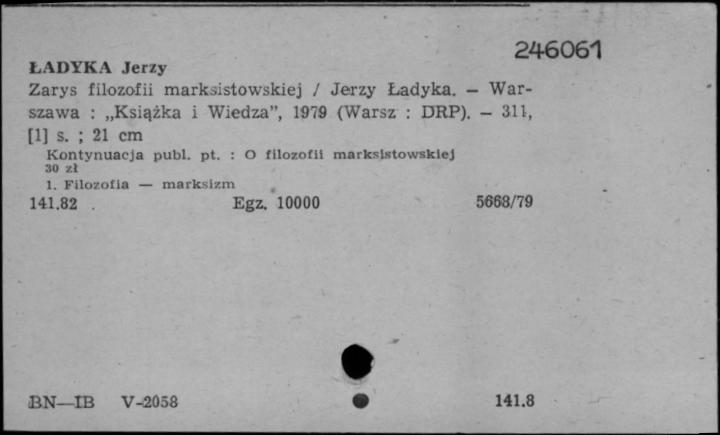 246061
ŁADYKA Jerzy
Zarys filozofii marksistowskiej / Jerzy Ładyka. — War-
szawa : „Książka i Wiedza”, 1979 (Warsz : DRP). — 311,
[1] s. ; 21 cm
Kontynuacja publ. pt. : O filozofii marksistowskiej
30 zł
1. Filozofia — marksizm
141.82 Egz. 10000 5668/79
BN—IB V-2058 141.8